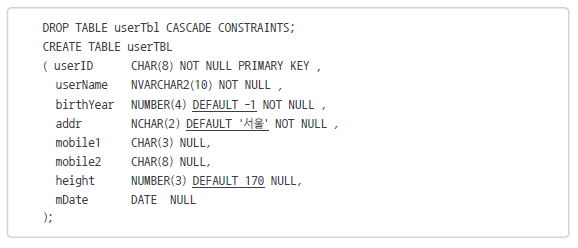 DROP TABLE userTbl CASCADE CONSTRAINTS;
CREATE TABLE userTBL
( userID CHAR(8) NOT NULL PRIMARY KEY ,
userName NVARCHAR2(10) NOT NULL ,
birthYear NUMBER(4) DEFAULT -1 NOT NULL ,
addr NCHAR(2) DEFAULT '서울' NOT NULL ,
mobile1 CHAR(3) NULL,
mobile2 CHAR(8) NULL,
height NUMBER(3) DEFAULT 170 NULL,
mDate DATE NULL
);